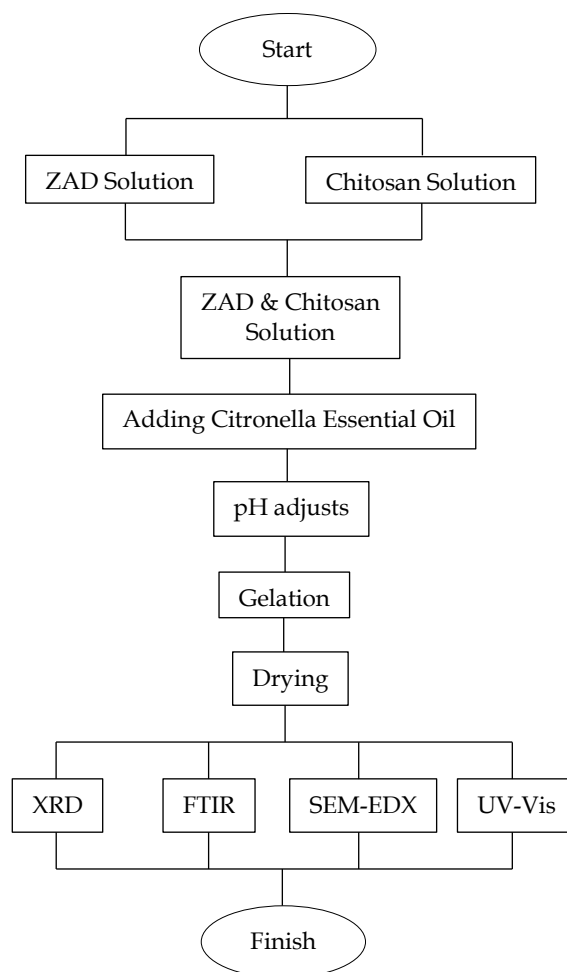 Start
ZAD Solution
Chitosan Solution
ZAD & Chitosan
Solution
Adding Citronella Essential Oil
pH adjusts
Gelation
Drying
XRD
FTIR
SEM-EDX
UV-Vis
Finish